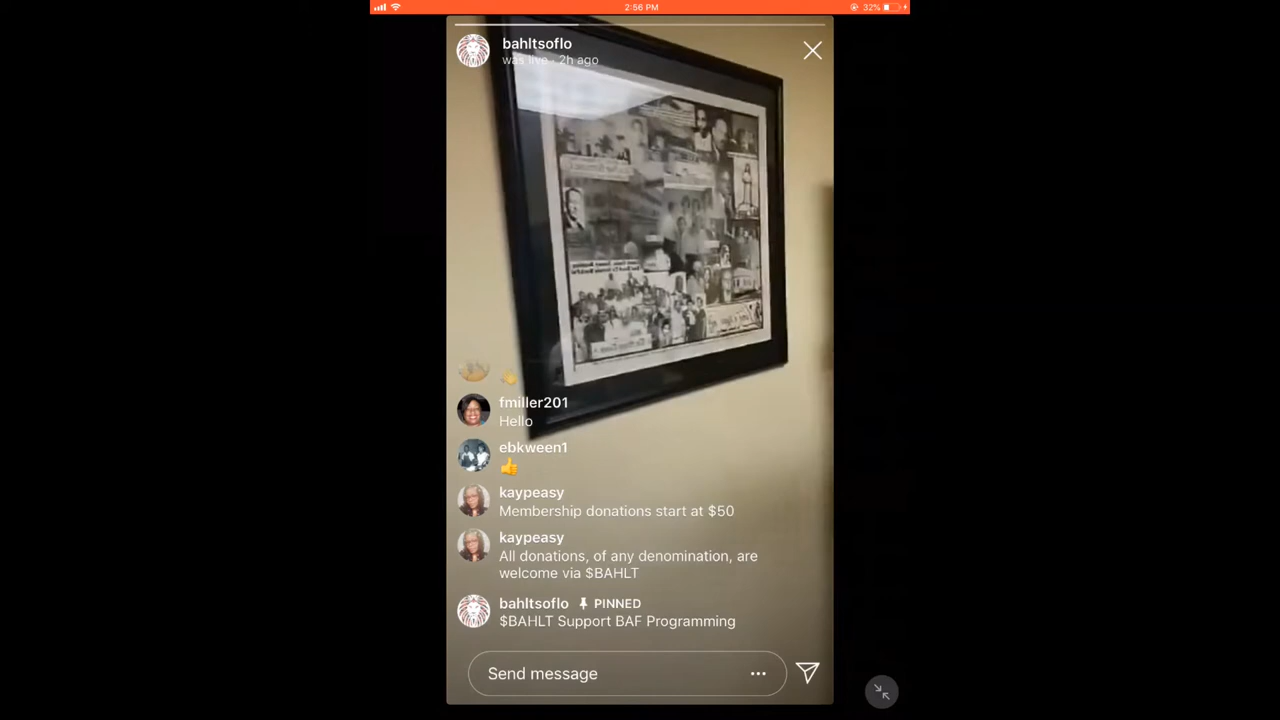 2:56 PM
32%
bahltsoflo
was live · 2h ago
fmiller201
Hello
ebkween1
kaypeasy
Membership donations start at $50
kaypeasy
All donations, of any denomination, are
welcome via $BAHLT
bahltsoflo PINNED
$BAHLT Support BAF Programming
Send message